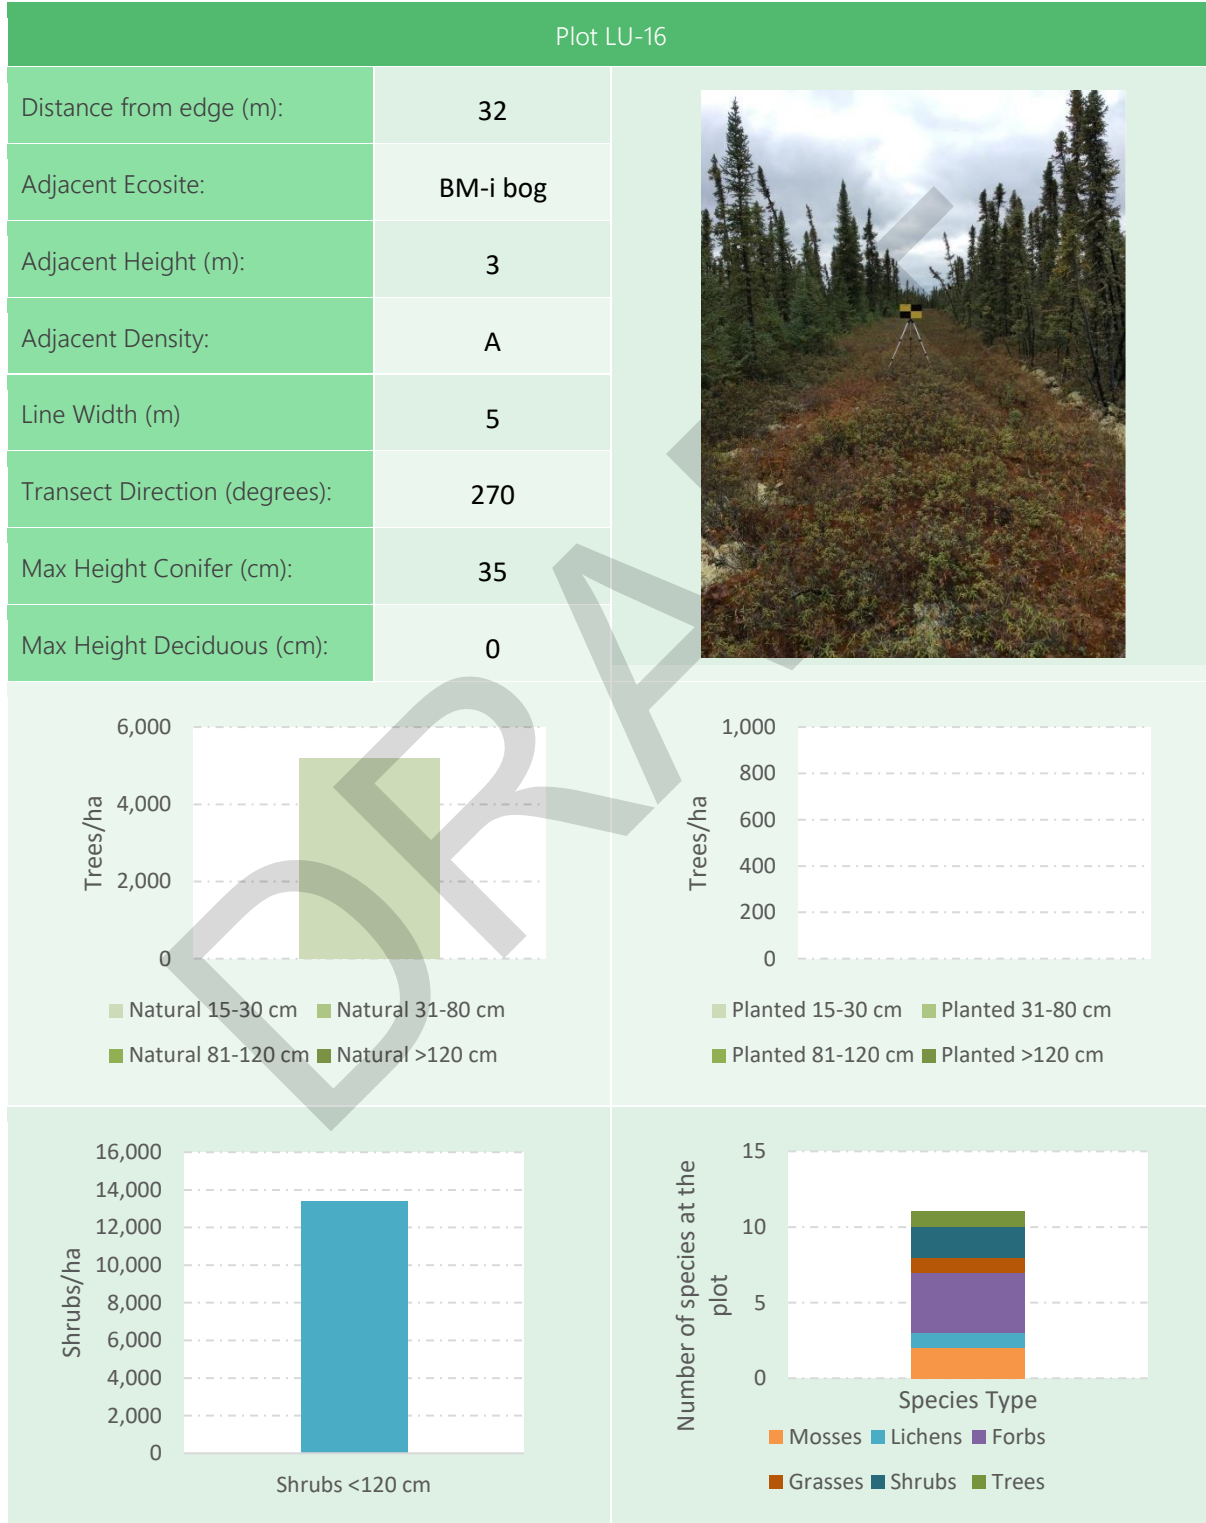 Plot LU-16
Distance from edge (m): 32
Adjacent Ecosite: BM-i bog
Adjacent Height (m): 3
Adjacent Density: A
Line Width (m) 5
Transect Direction (degrees): 270
Max Height Conifer (cm): 35
Max Height Deciduous (cm): 0
6,000
4,000
2,000
0
Trees/ha
Natural 15-30 cm Natural 31-80 cm
Natural 81-120 cm Natural >120 cm
1,000
800
600
400
200
0
Trees/ha
Planted 15-30 cm Planted 31-80 cm
Planted 81-120 cm Planted >120 cm
16,000
14,000
12,000
10,000
8,000
6,000
4,000
2,000
0
Shrubs/ha
Shrubs <120 cm
15
10
5
0
Number of species at the
plot
Species Type
Mosses Lichens Forbs
Grasses Shrubs Trees
DRAFT